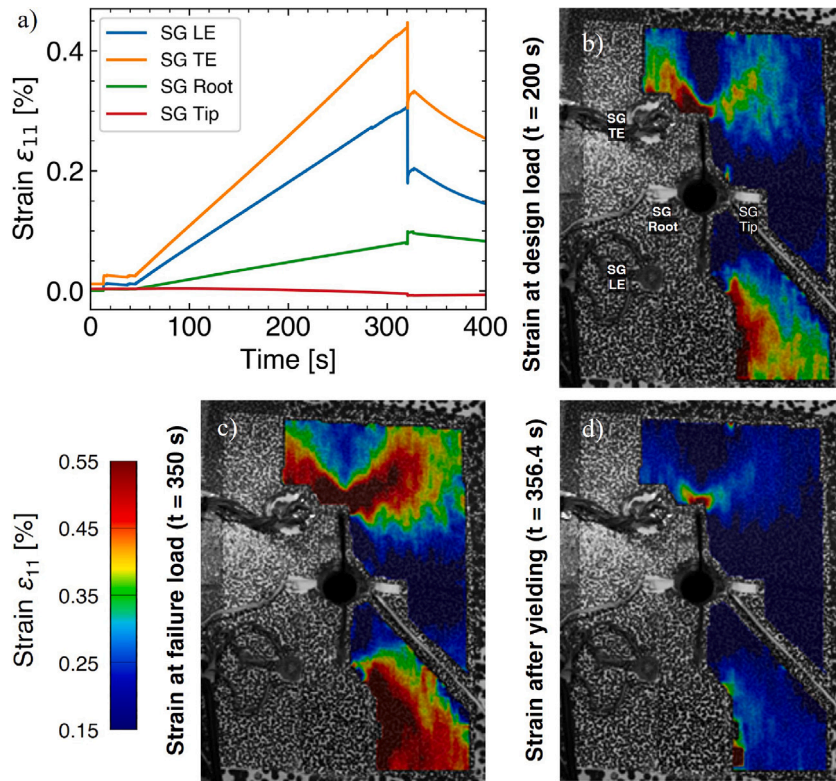 a)
Strain ε₁₁ [%]
0.4
0.2
0.0
SG LE
SG TE
SG Root
SG Tip
0
100
200
300
400
Time [s]
b)
Strain at design load (t = 200 s)
SG
TE
SG
Root
SG
Tip
SG
LE
Strain ε₁₁ [%]
0.55
0.45
0.35
0.25
0.15
c)
Strain at failure load (t = 350 s)
d)
Strain after yielding (t = 356.4 s)